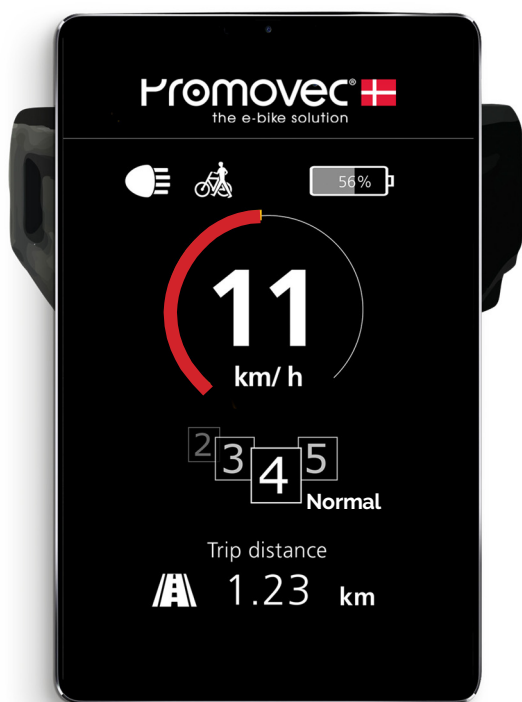 Promovec®
the e-bike solution
56%
11
km/ h
2 3 4 5
Normal
Trip distance
1.23 km